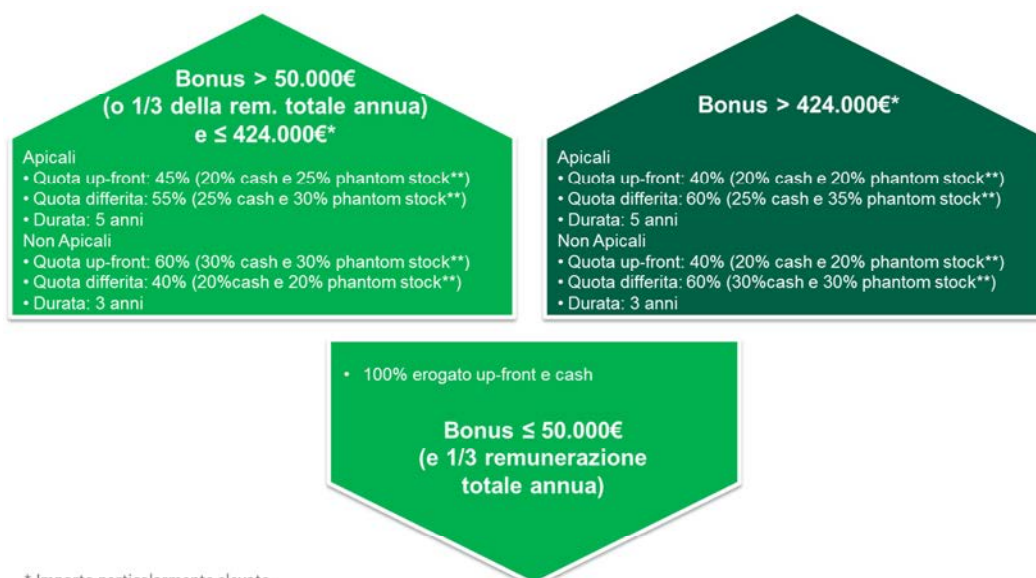 Bonus > 50.000€
(o 1/3 della rem. totale annua)
e ≤ 424.000€*
Apicali
• Quota up-front: 45% (20% cash e 25% phantom stock**)
• Quota differita: 55% (25% cash e 30% phantom stock**)
• Durata: 5 anni
Non Apicali
• Quota up-front: 60% (30% cash e 30% phantom stock**)
• Quota differita: 40% (20%cash e 20% phantom stock**)
• Durata: 3 anni
Bonus > 424.000€*
Apicali
• Quota up-front: 40% (20% cash e 20% phantom stock**)
• Quota differita: 60% (25% cash e 35% phantom stock**)
• Durata: 5 anni
Non Apicali
• Quota up-front: 40% (20% cash e 20% phantom stock**)
• Quota differita: 60% (30%cash e 30% phantom stock**)
• Durata: 3 anni
• 100% erogato up-front e cash
Bonus ≤ 50.000€
(e 1/3 remunerazione
totale annua)
* Importo particolarmente elevato